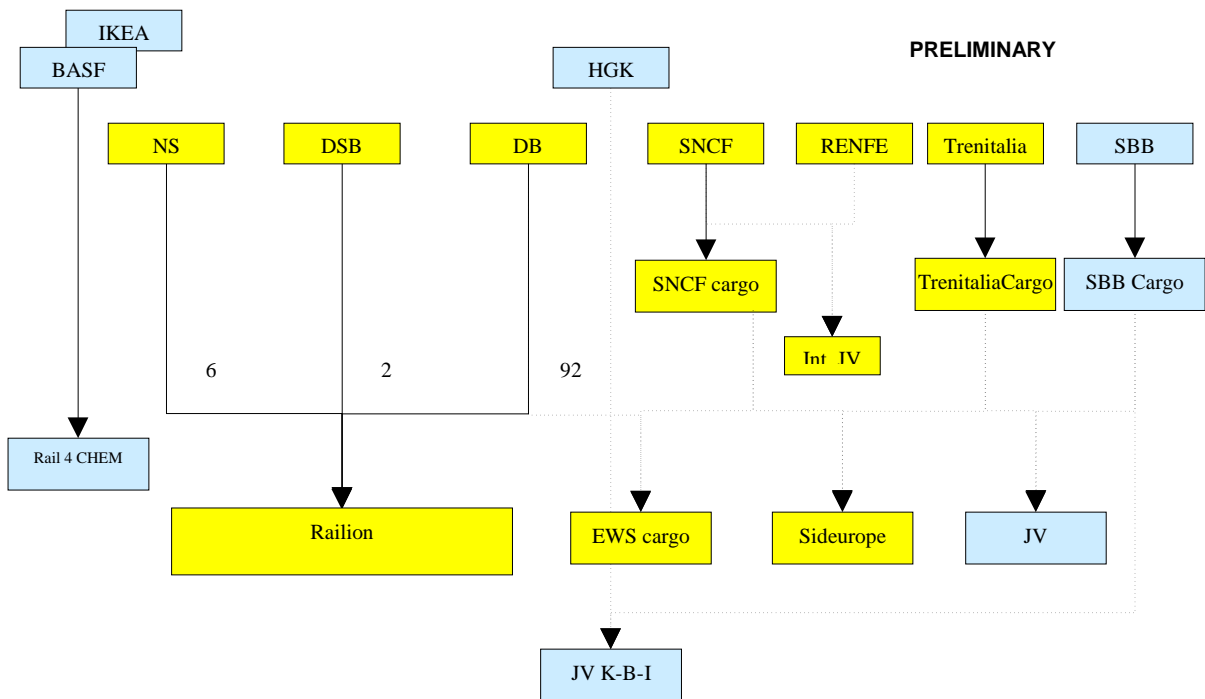 IKEA
PRELIMINARY
BASF
HGK
NS
DSB
DB
SNCF
RENFE
Trenitalia
SBB
SNCF cargo
TrenitaliaCargo
SBB Cargo
Int JV
6
2
92
Rail 4 CHEM
Railion
EWS cargo
Sideurope
JV
JV K-B-I